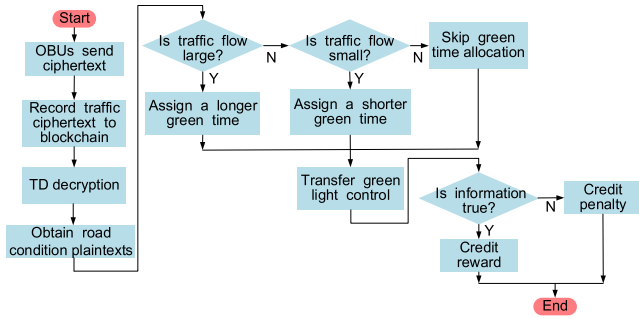 Start
OBUs send
ciphertext
Record traffic
ciphertext to
blockchain
TD decryption
Obtain road
condition plaintexts
Is traffic flow
large?
N
Y
Assign a longer
green time
Is traffic flow
small?
N
Y
Assign a shorter
green time
Skip green
time allocation
Transfer green
light control
Is information
true?
N
Y
Credit
penalty
Credit
reward
End